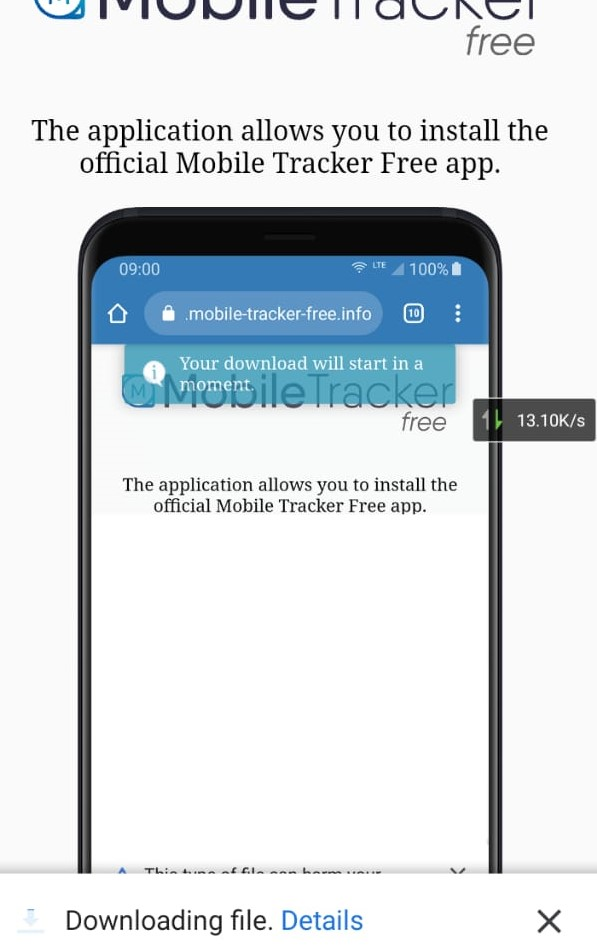 MobileTracker
free
The application allows you to install the
official Mobile Tracker Free app.
09:00 LTE 100%
.mobile-tracker-free.info 10
Your download will start in a
moment.
MobileTracker
free
13.10K/s
The application allows you to install the
official Mobile Tracker Free app.
This type of file can harm your
Downloading file. Details